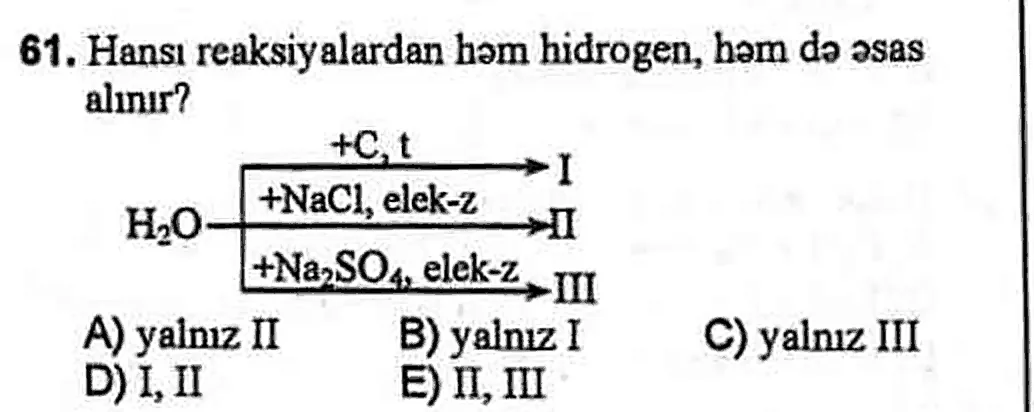 61. Hansı reaksiyalardan həm hidrogen, həm də əsas
alınır?
+C, t
I
+NaCl, elek-z
H₂O
II
+Na₂SO₄, elek-z
III
A) yalnız II B) yalnız I C) yalnız III
D) I, II E) II, III